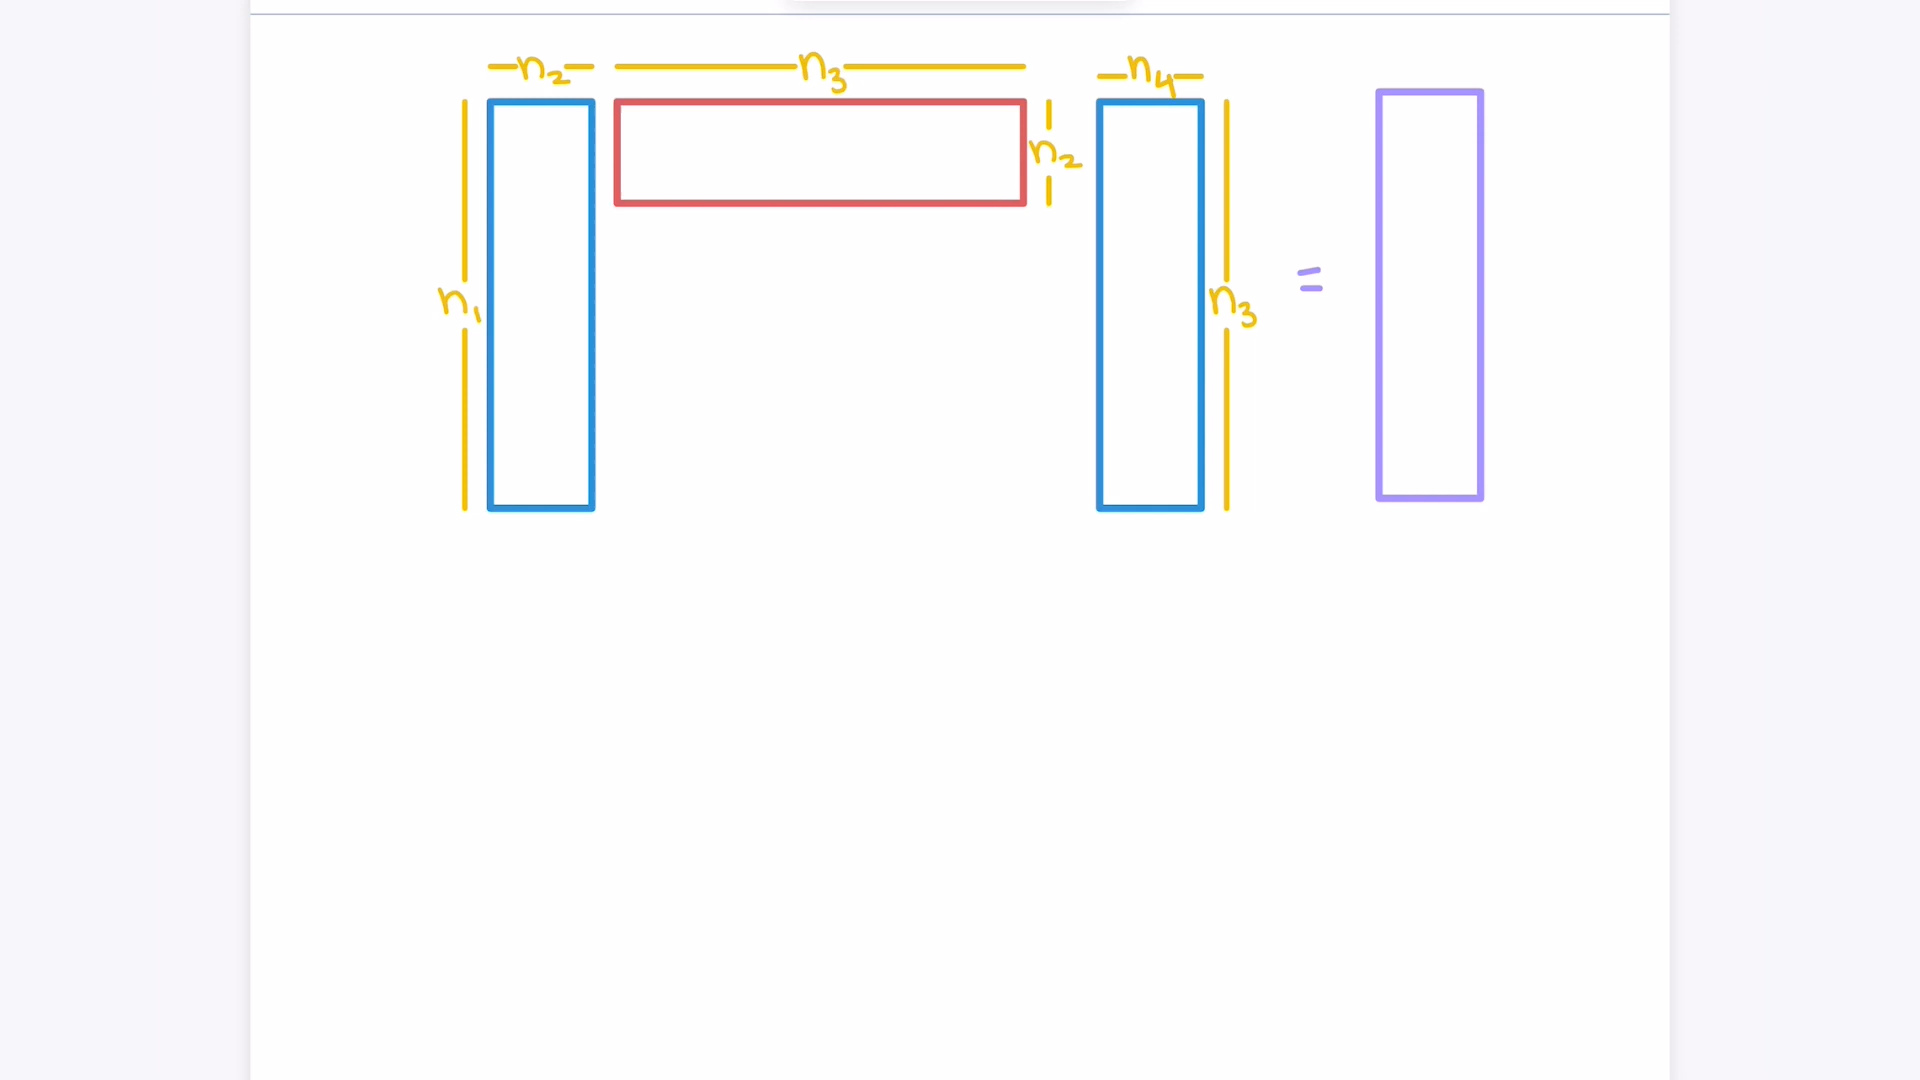 n₂ n₃ n₄
n₂
n₁ n₃ =